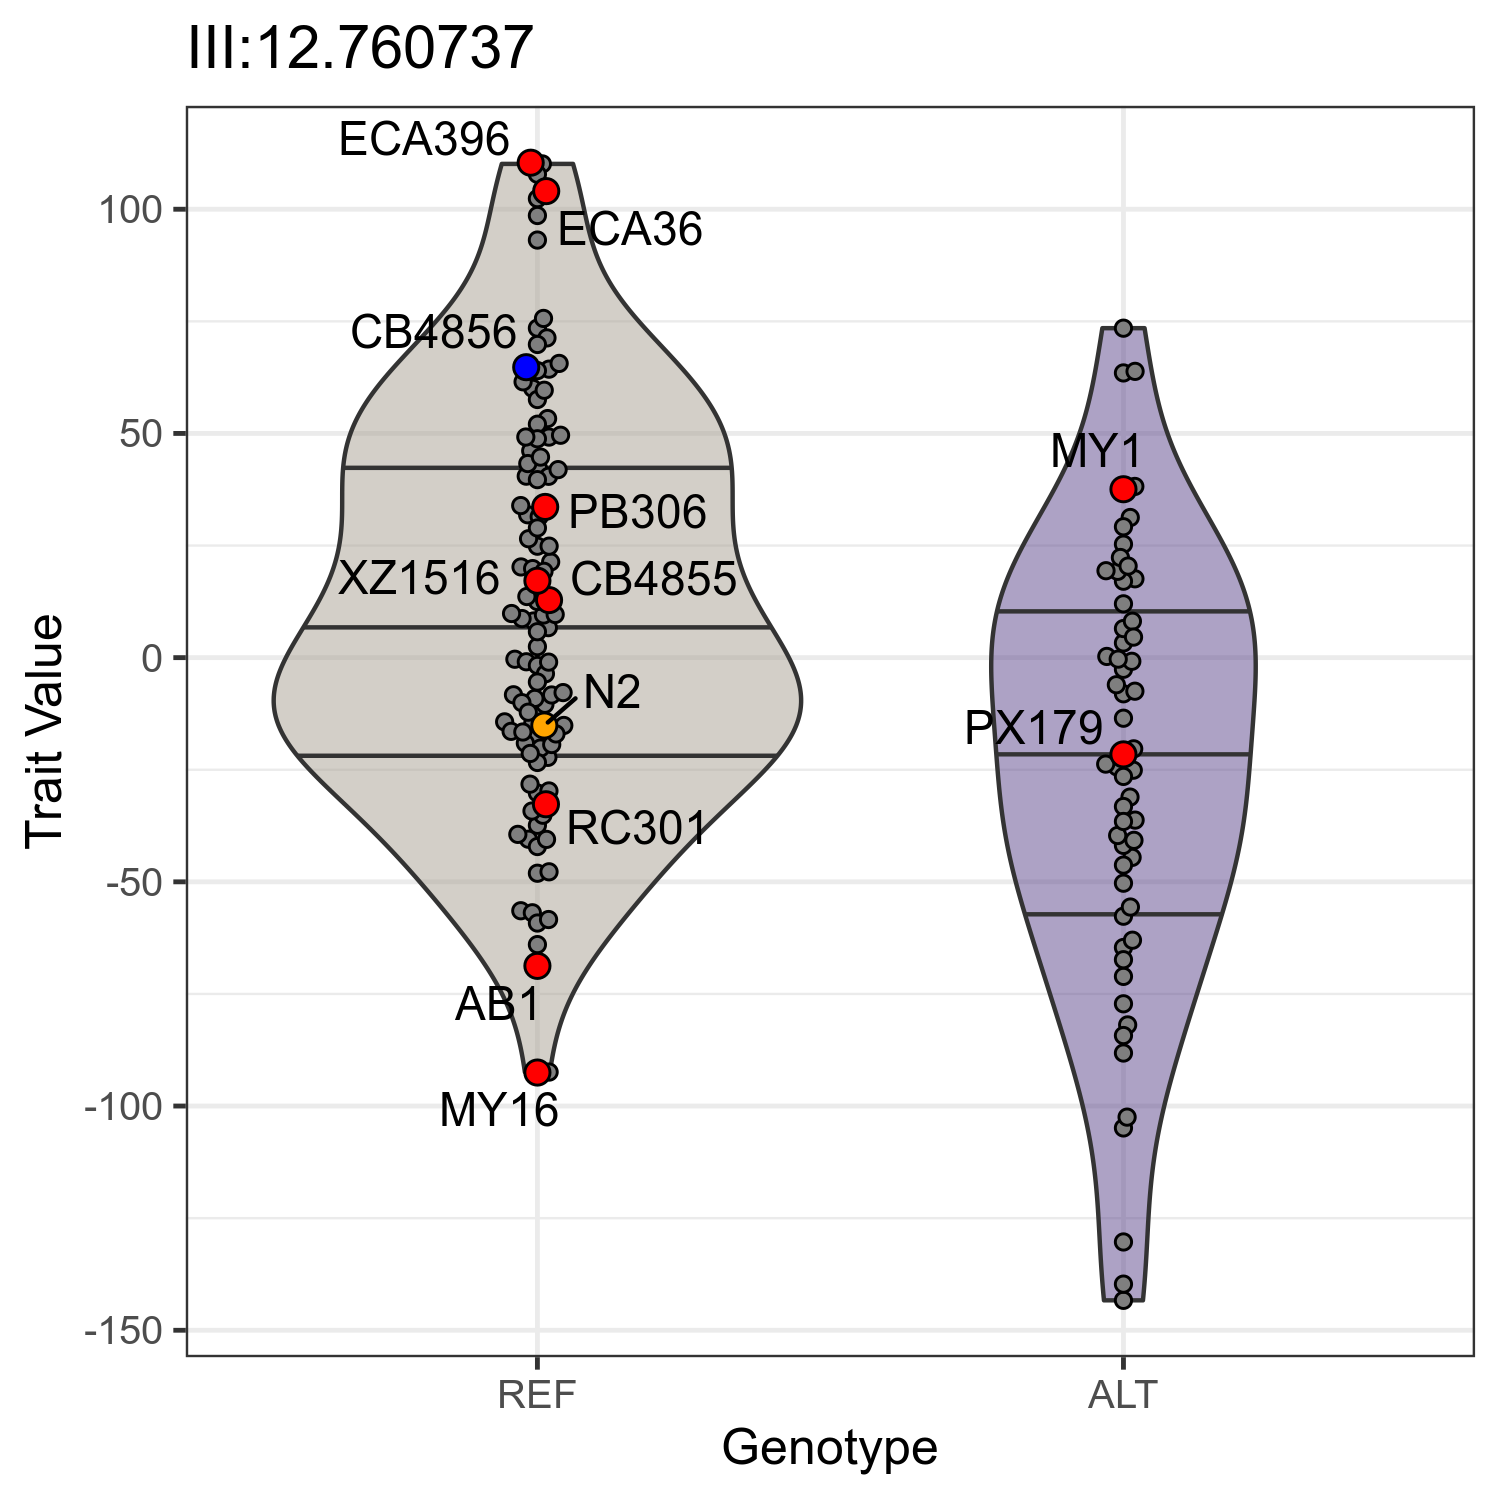 III:12.760737
ECA396
100
ECA36
CB4856
50
MY1
PB306
XZ1516
CB4855
0
N2
PX179
RC301
-50
AB1
-100
MY16
-150
Trait Value
REF
ALT
Genotype